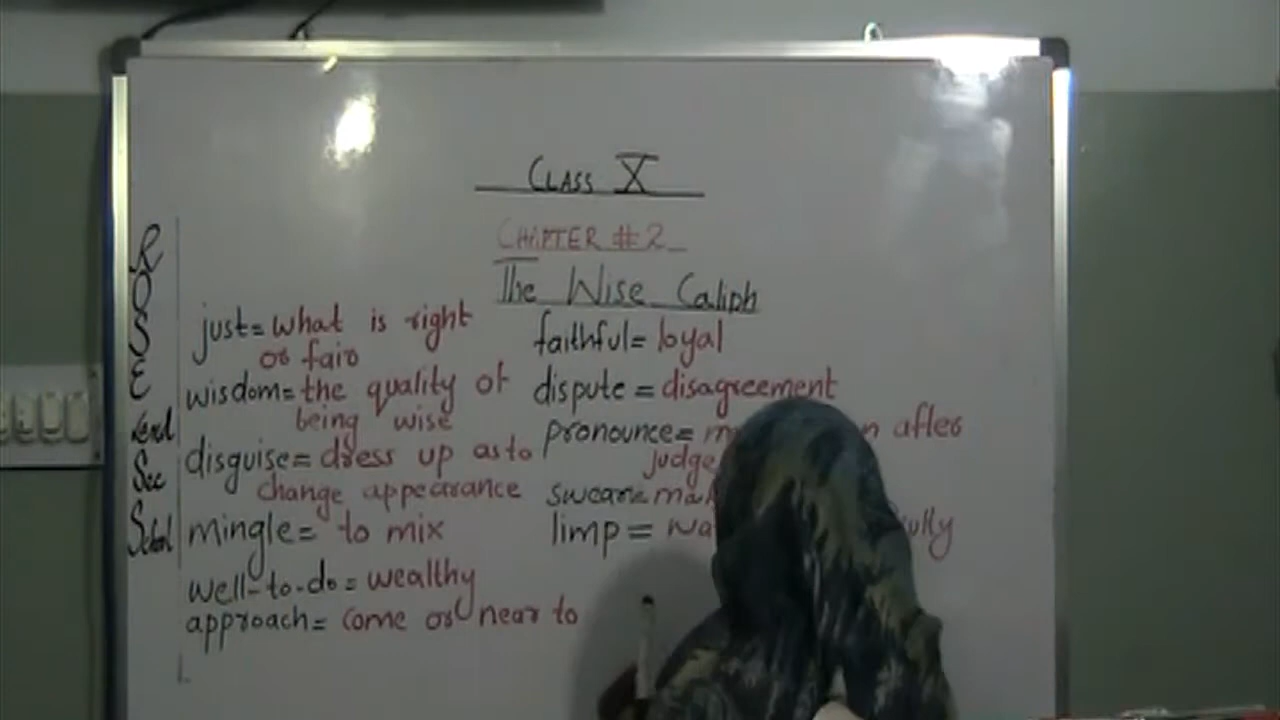 CLASS X
CHAPTER #2
The Wise Caliph
ROSE
Sec
School
just= what is right
or fair
wisdom= the quality of
being wise
disguise= dress up as to
change appearance
mingle= to mix
well-to-do= wealthy
approach= come or near to
faithful= loyal
dispute = disagreement
pronounce= after
judge
swear=
limp =